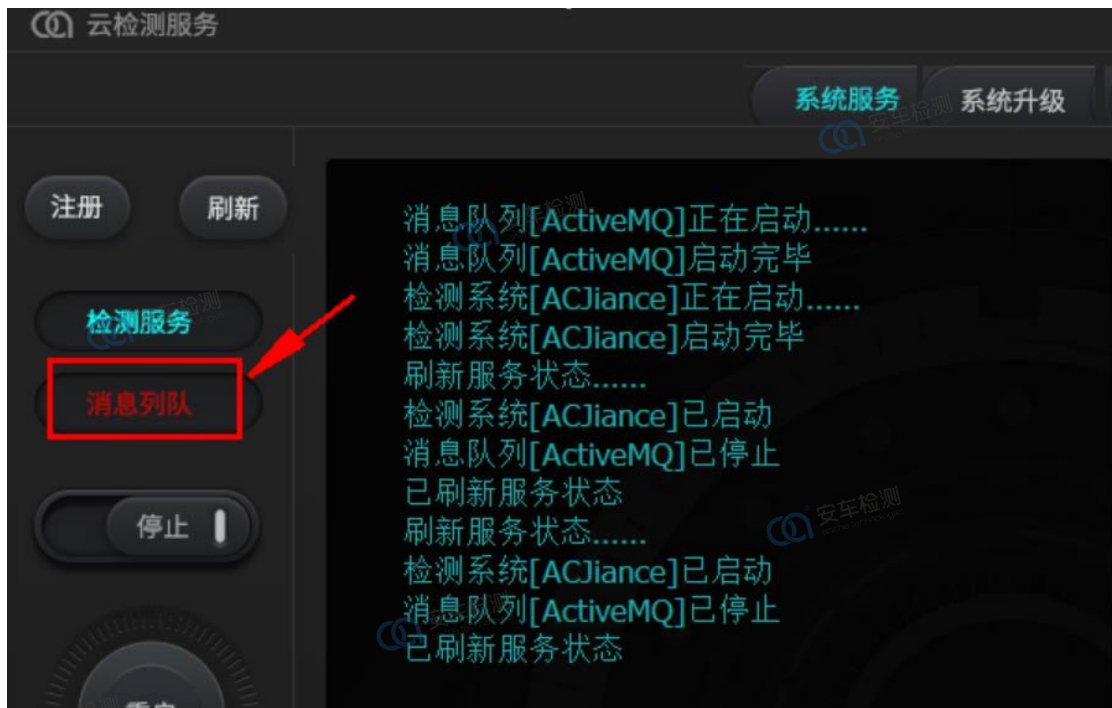 云检测服务
系统服务 系统升级
注册 刷新
检测服务
消息列队
停止
重启
消息队列[ActiveMQ]正在启动......
消息队列[ActiveMQ]启动完毕
检测系统[ACJiance]正在启动......
检测系统[ACJiance]启动完毕
刷新服务状态......
检测系统[ACJiance]已启动
消息队列[ActiveMQ]已停止
已刷新服务状态
刷新服务状态......
检测系统[ACJiance]已启动
消息队列[ActiveMQ]已停止
已刷新服务状态
安车检测
安车检测